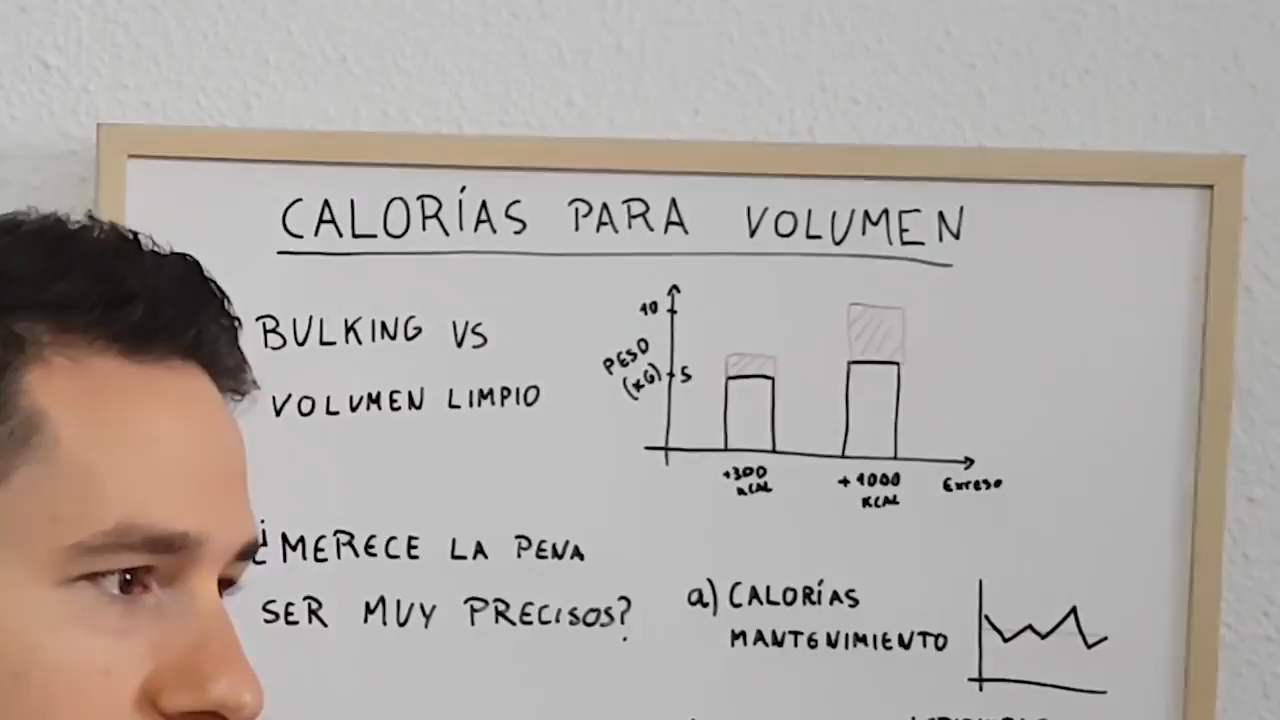 CALORÍAS PARA VOLUMEN
BULKING VS
VOLUMEN LIMPIO
10
PESO
(KG)
5
+300
KCAL
+1000
KCAL
Exceso
¿MERECE LA PENA
SER MUY PRECISOS?
a) CALORÍAS
MANTENIMIENTO